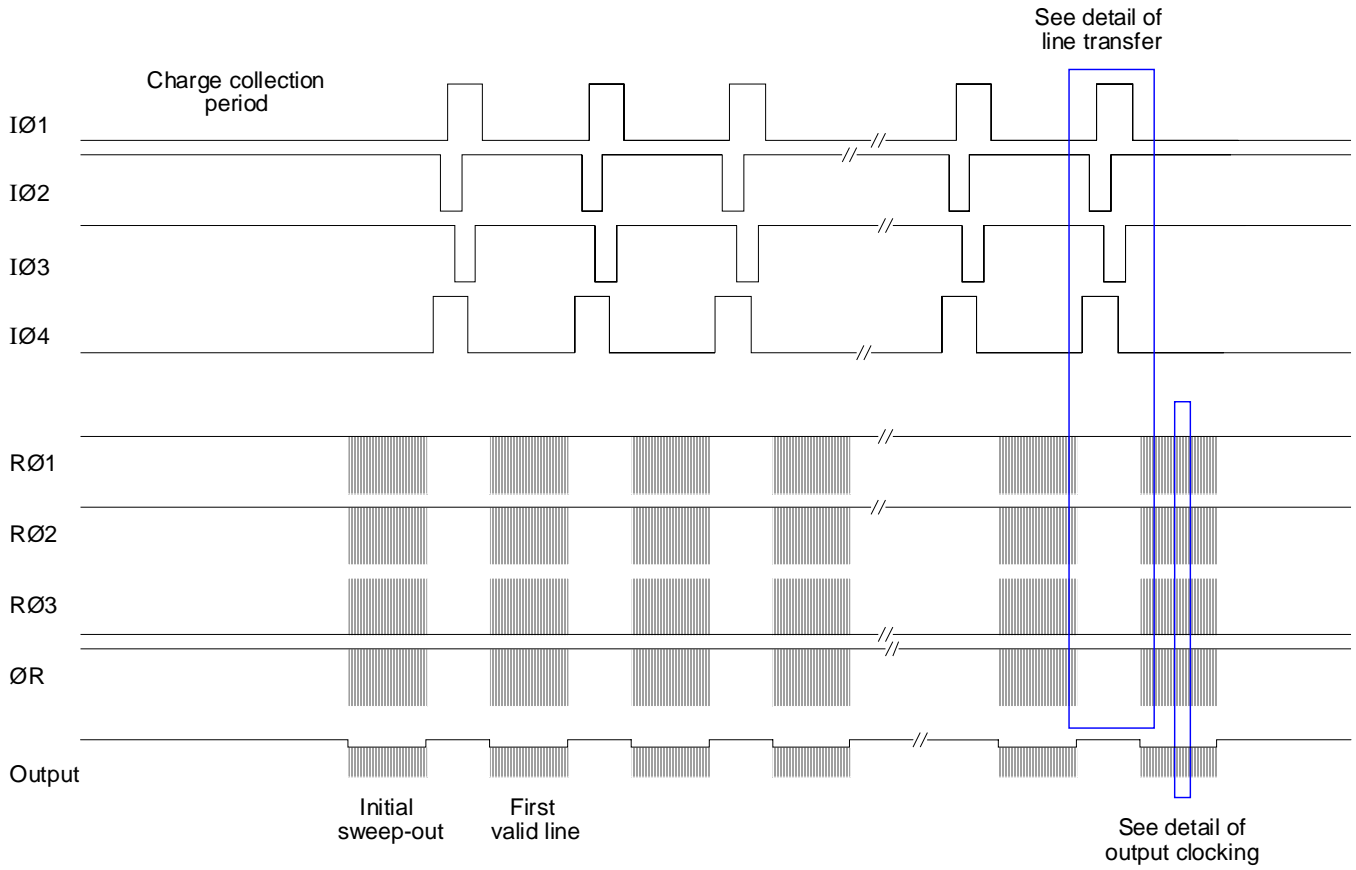 See detail of
line transfer
Charge collection
period
IØ1
IØ2
IØ3
IØ4
RØ1
RØ2
RØ3
ØR
Output
Initial
sweep-out
First
valid line
See detail of
output clocking